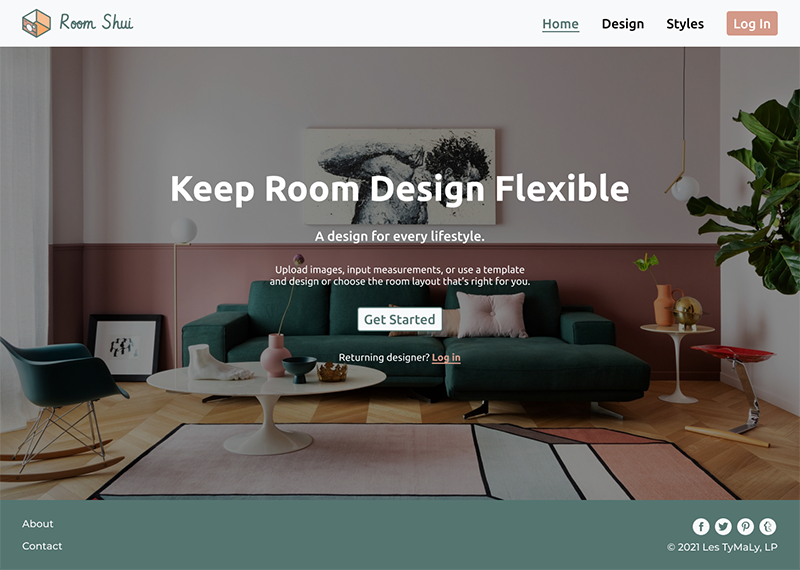 Room Shui
Home
Design
Styles
Log In
Keep Room Design Flexible
A design for every lifestyle.
Upload images, input measurements, or use a template
and design or choose the room layout that's right for you.
Get Started
Returning designer? Log in
About
Contact
© 2021 Les TyMaLy, LP